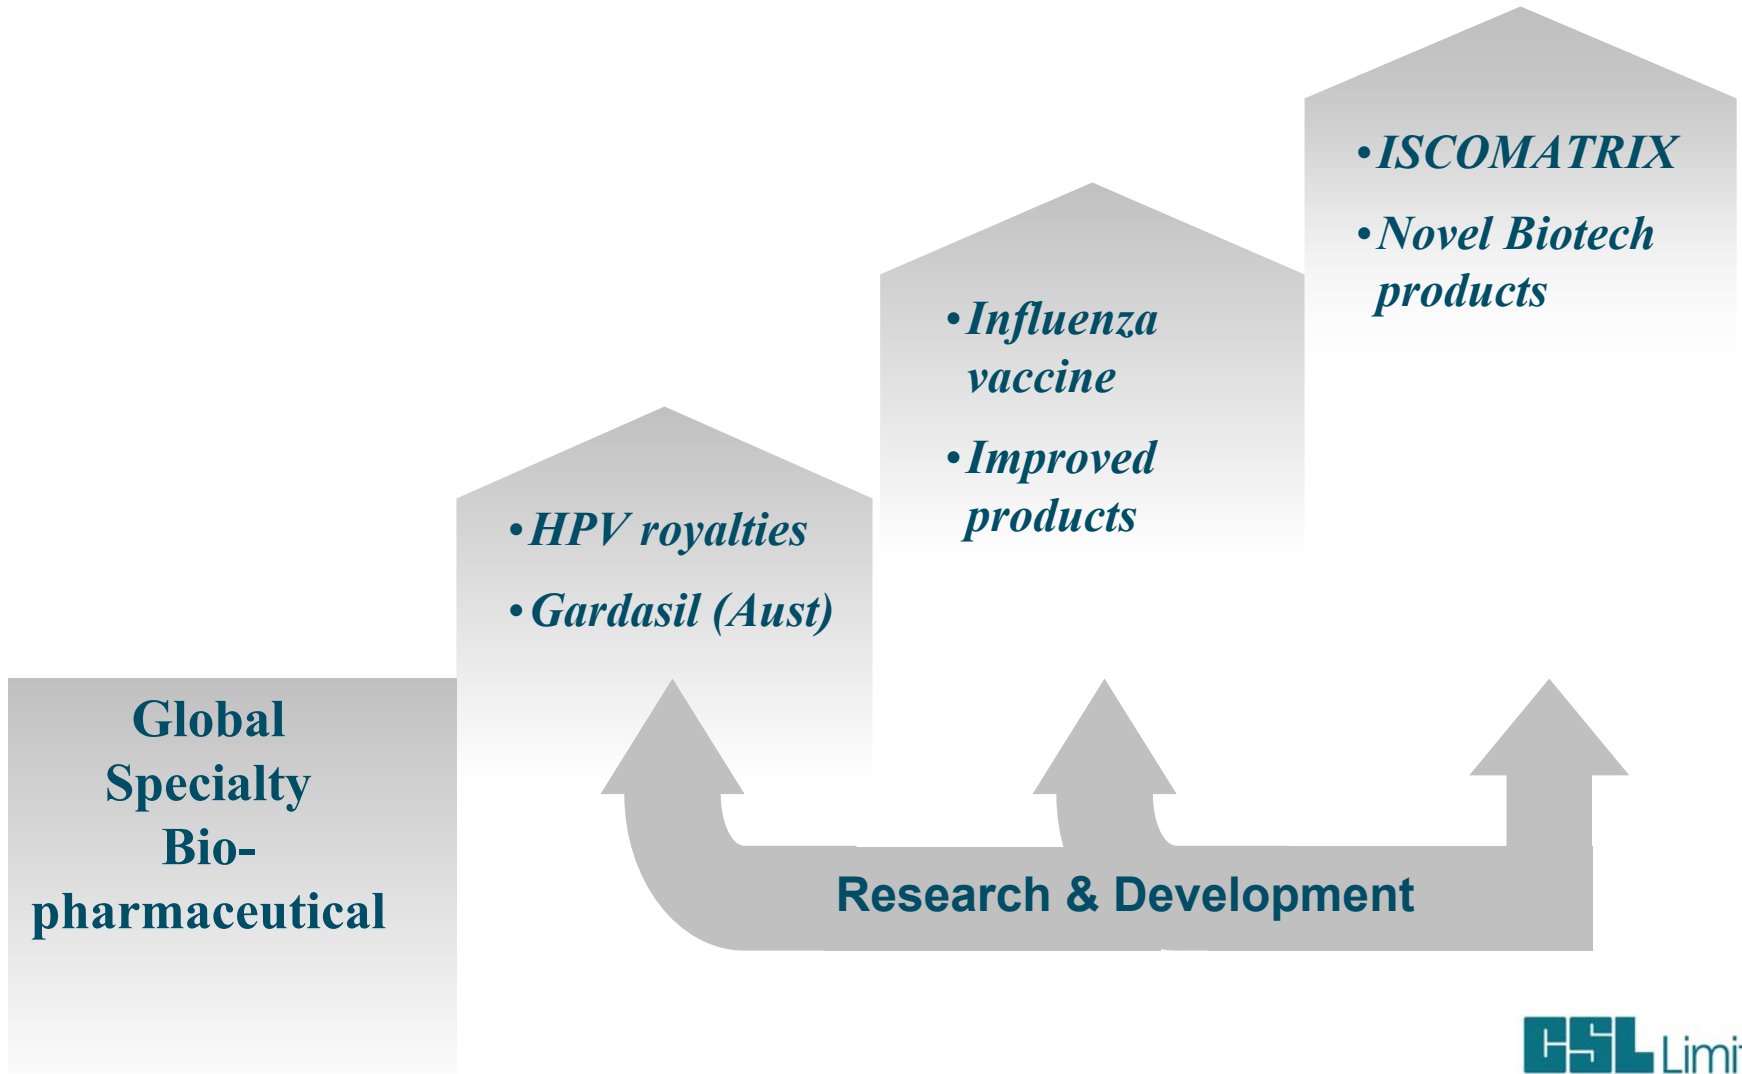 •ISCOMATRIX
•Novel Biotech
products
•Influenza
vaccine
•Improved
products
•HPV royalties
•Gardasil (Aust)
Global
Specialty
Bio-
pharmaceutical
Research & Development
CSL Limi